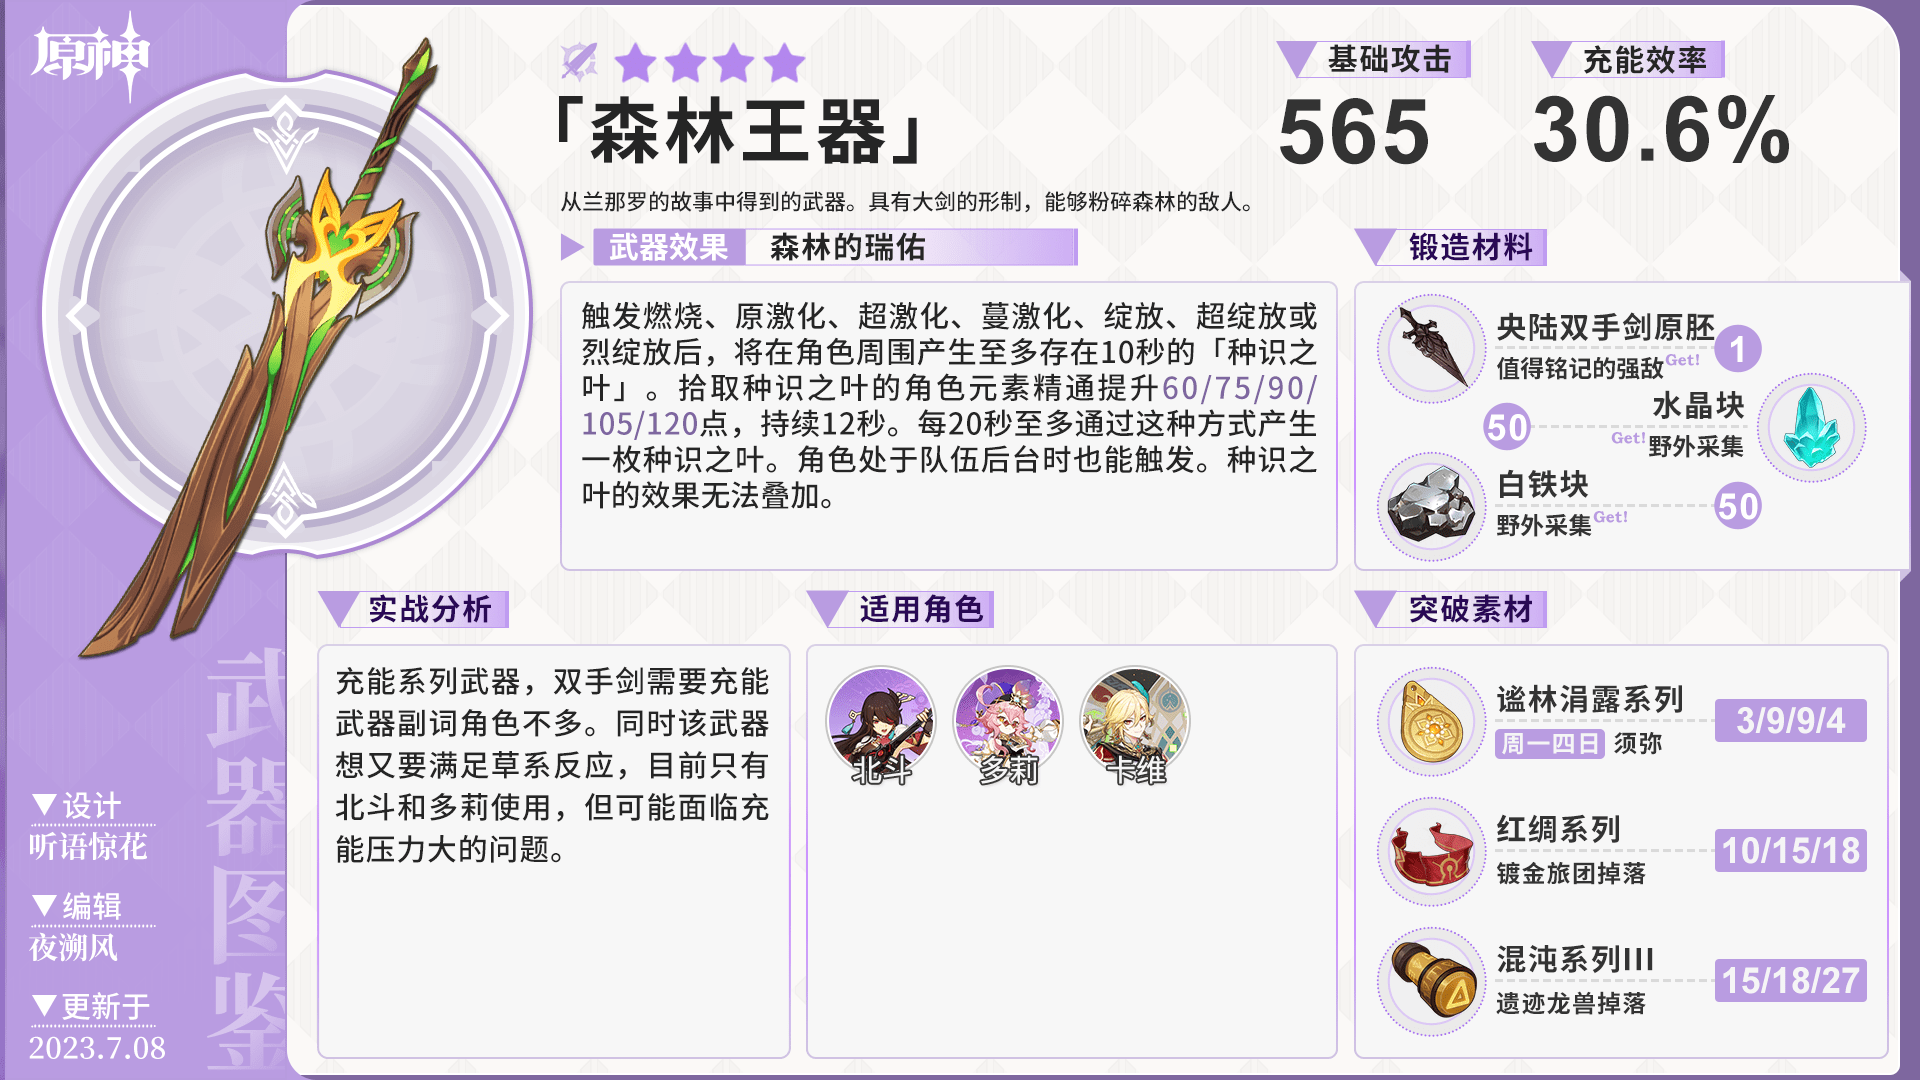 原神
「森林王器」
从兰那罗的故事中得到的武器。具有大剑的形制，能够粉碎森林的敌人。
基础攻击
565
充能效率
30.6%
武器效果
森林的瑞佑
触发燃烧、原激化、超激化、蔓激化、绽放、超绽放或
烈绽放后，将在角色周围产生至多存在10秒的「种识之
叶」。拾取种识之叶的角色元素精通提升60/75/90/
105/120点，持续12秒。每20秒至多通过这种方式产生
一枚种识之叶。角色处于队伍后台时也能触发。种识之
叶的效果无法叠加。
锻造材料
央陆双手剑原胚
值得铭记的强敌Get!
1
水晶块
50
Get!野外采集
白铁块
野外采集Get!
50
实战分析
充能系列武器，双手剑需要充能
武器副词角色不多。同时该武器
想又要满足草系反应，目前只有
北斗和多莉使用，但可能面临充
能压力大的问题。
适用角色
北斗
多莉
卡维
突破素材
谧林涓露系列
周一四日 须弥
3/9/9/4
红绸系列
镀金旅团掉落
10/15/18
混沌系列III
遗迹龙兽掉落
15/18/27
武器图鉴
▼设计
听语惊花
▼编辑
夜溯风
▼更新于
2023.7.08